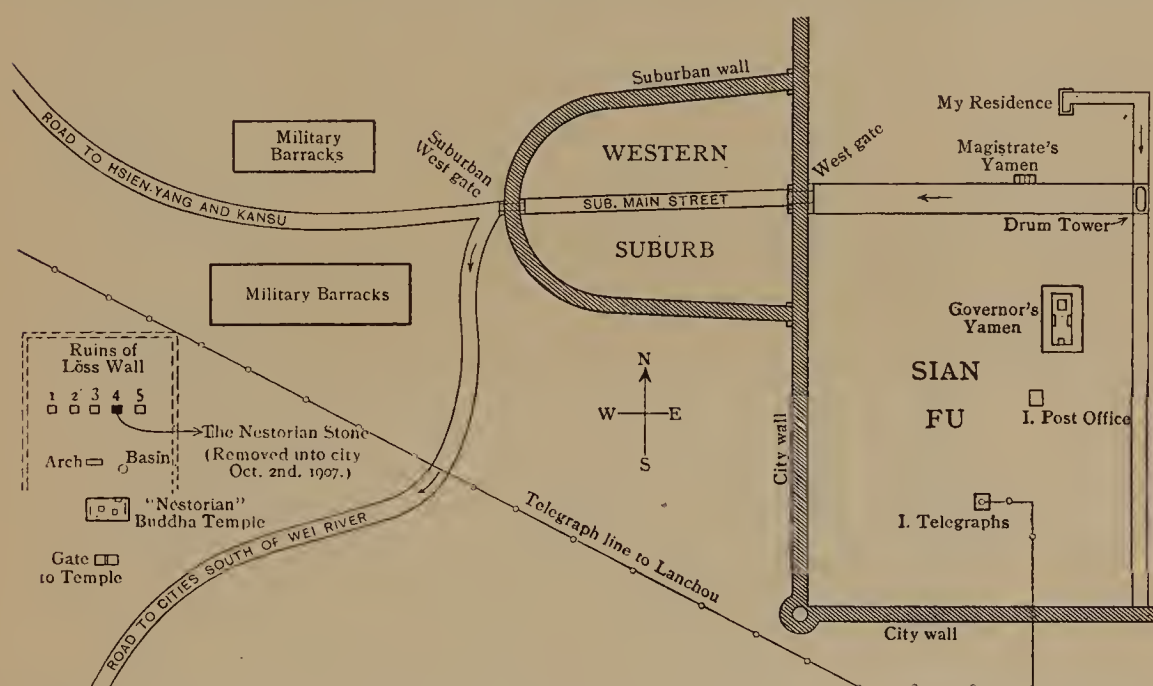 Suburban wall
My Residence
ROAD TO HSIEN-YANG AND KANSU
Military
Barracks
Suburban
West gate
WESTERN
West gate
Magistrate's
Yamen
SUB. MAIN STREET
Drum Tower
SUBURB
Military Barracks
Governor's
Yamen
Ruins of
Löss Wall
1 2 3 4 5
N
W E
S
SIAN
FU
I. Post Office
The Nestorian Stone
(Removed into city
Oct. 2nd. 1907.)
Arch
Basin
City wall
"Nestorian"
Buddha Temple
I. Telegraphs
Telegraph line to Lanchou
Gate
to Temple
ROAD TO CITIES SOUTH OF WEI RIVER
City wall